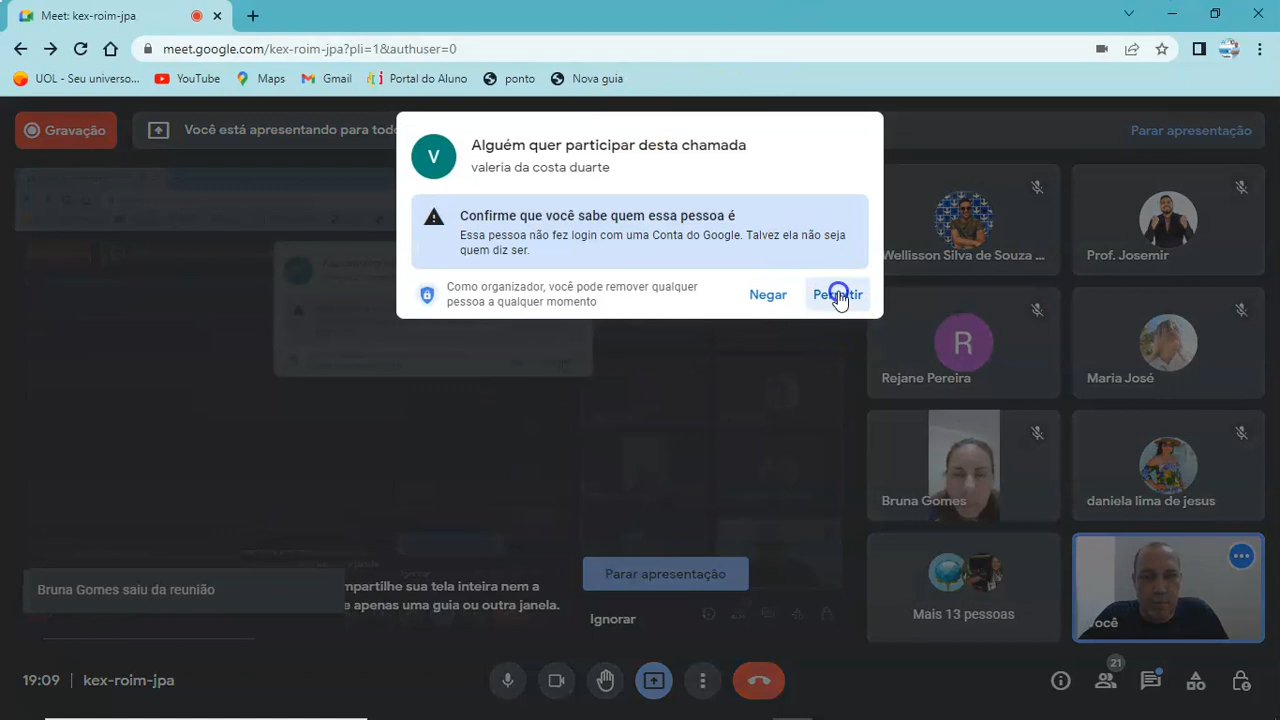 Meet: kex-roim-jpa
meet.google.com/kex-roim-jpa?pli=1&authuser=0
UOL - Seu universo... YouTube Maps Gmail Portal do Aluno ponto Nova guia
Gravação
Você está apresentando para todo
Parar apresentação
V
Alguém quer participar desta chamada
valeria da costa duarte
Confirme que você sabe quem essa pessoa é
Essa pessoa não fez login com uma Conta do Google. Talvez ela não seja
quem diz ser.
Como organizador, você pode remover qualquer
pessoa a qualquer momento
Negar
Permitir
Wellisson Silva de Souza ...
Prof. Josemir
R
Rejane Pereira
Maria José
Bruna Gomes
daniela lima de jesus
Mais 13 pessoas
Você
Bruna Gomes saiu da reunião
mpartilhe sua tela inteira nem a
e apenas uma guia ou outra janela.
Parar apresentação
Ignorar
19:09 | kex-roim-jpa
21